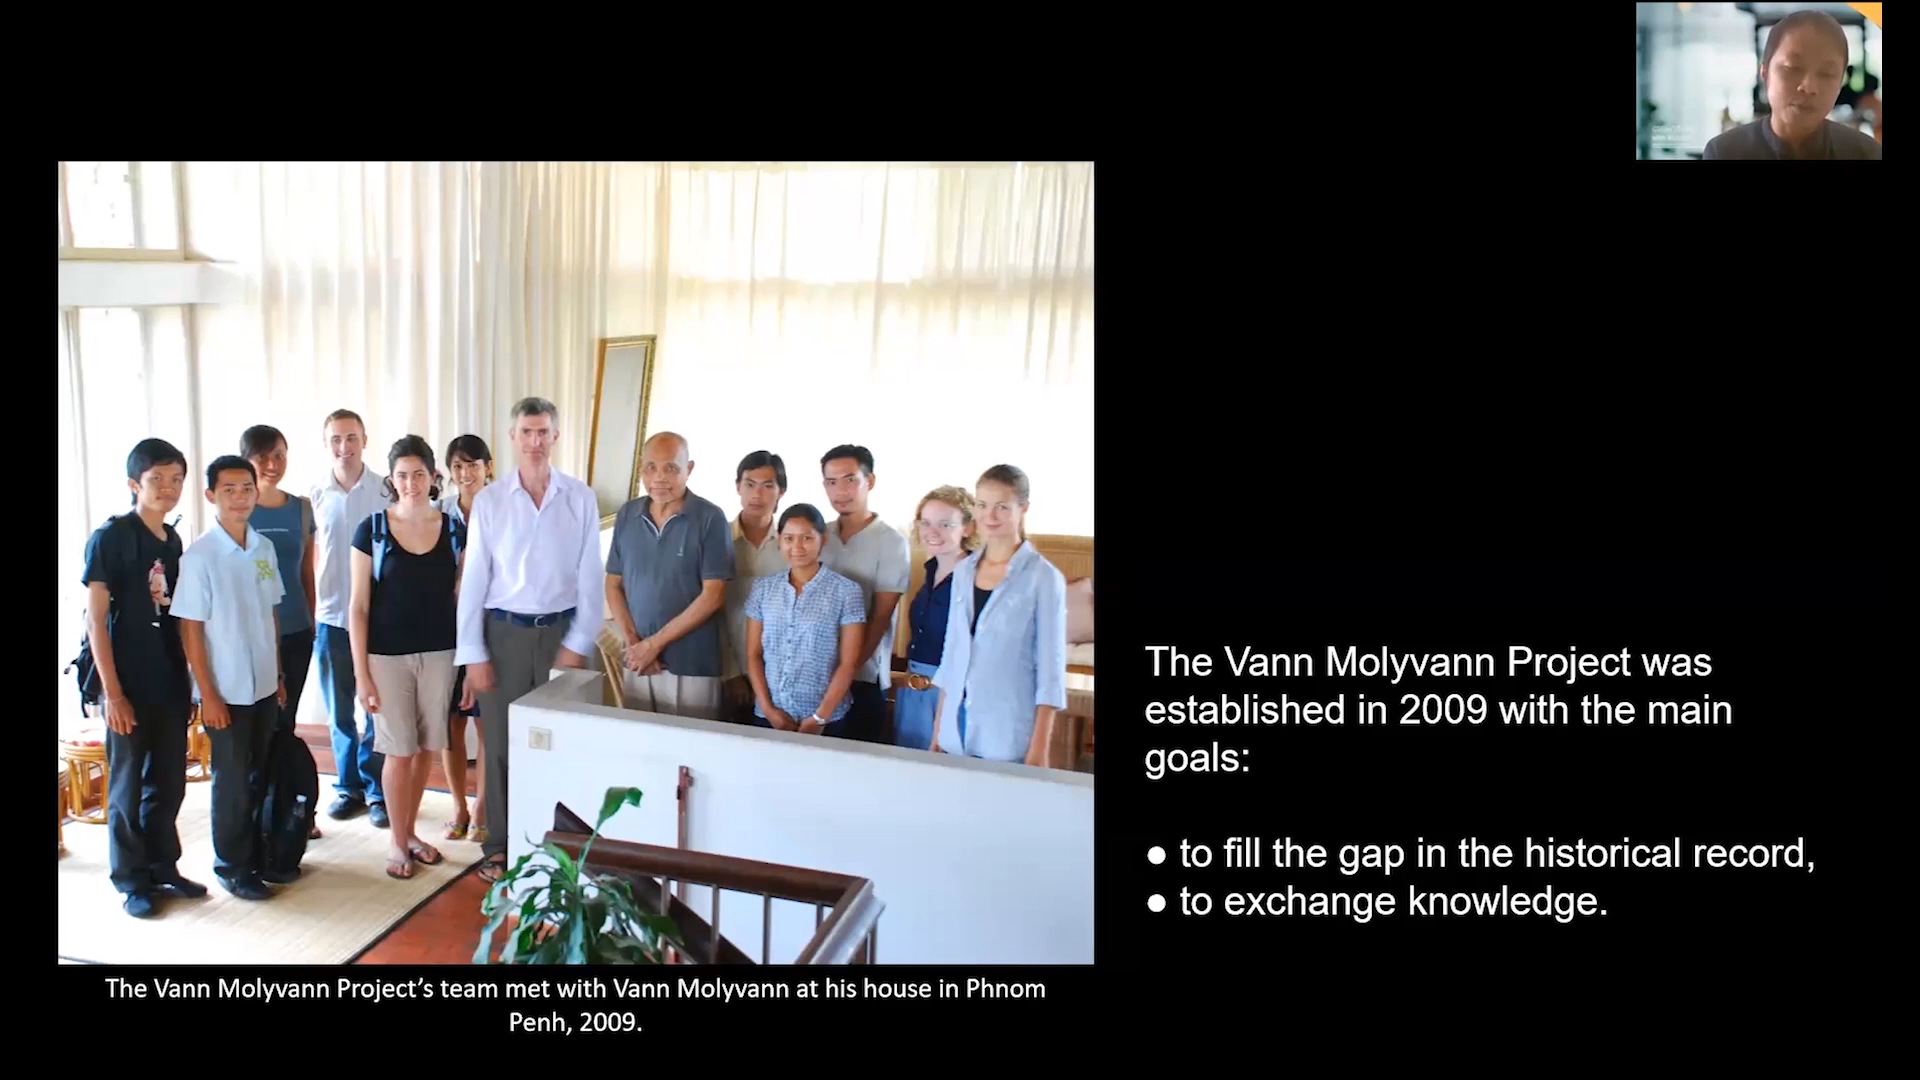 The Vann Molyvann Project was
established in 2009 with the main
goals:
● to fill the gap in the historical record,
● to exchange knowledge.
The Vann Molyvann Project’s team met with Vann Molyvann at his house in Phnom
Penh, 2009.